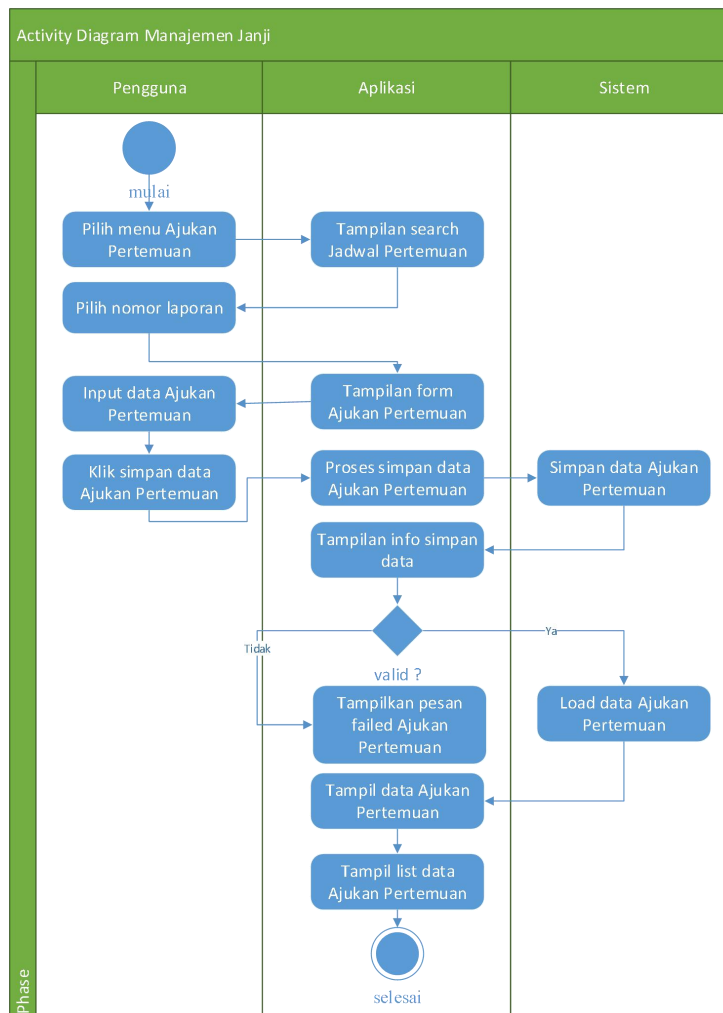 Activity Diagram Manajemen Janji
Pengguna
Aplikasi
Sistem
mulai
Pilih menu Ajukan
Pertemuan
Tampilan search
Jadwal Pertemuan
Pilih nomor laporan
Input data Ajukan
Pertemuan
Tampilan form
Ajukan Pertemuan
Klik simpan data
Ajukan Pertemuan
Proses simpan data
Ajukan Pertemuan
Simpan data Ajukan
Pertemuan
Tampilan info simpan
data
Tidak
Ya
valid ?
Tampilkan pesan
failed Ajukan
Pertemuan
Load data Ajukan
Pertemuan
Tampil data Ajukan
Pertemuan
Tampil list data
Ajukan Pertemuan
selesai
Phase